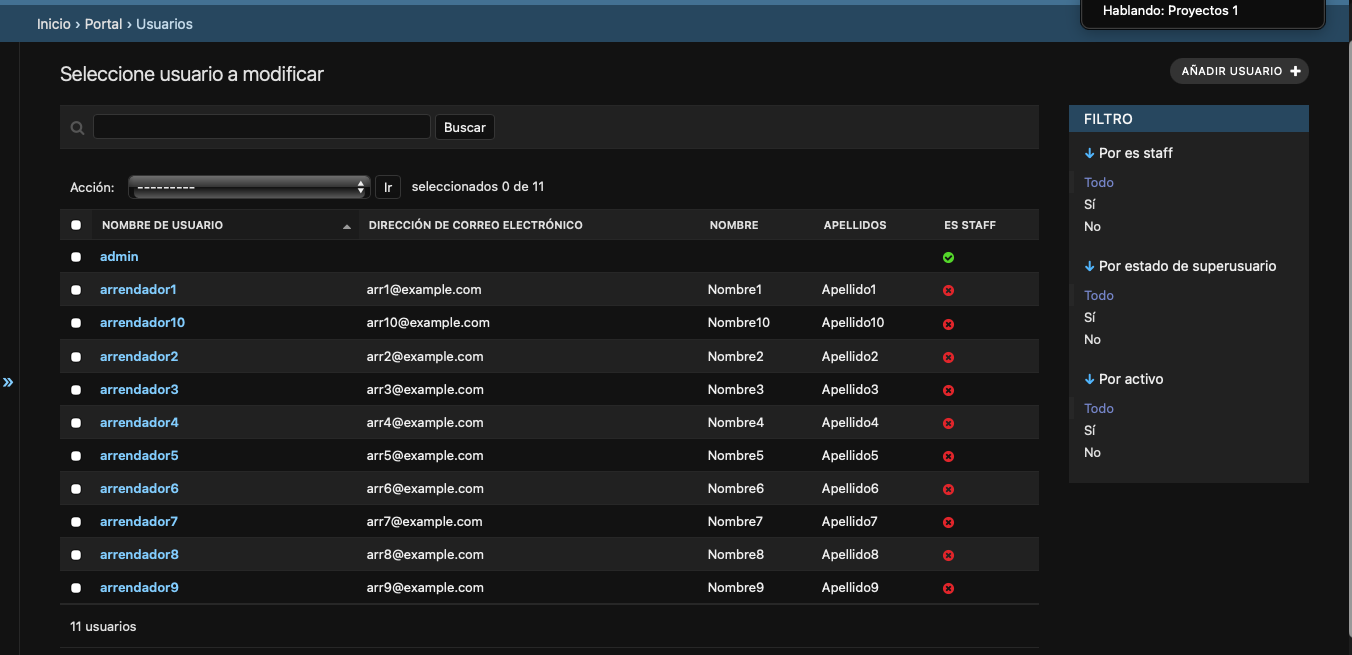 Inicio › Portal › Usuarios
Hablando: Proyectos 1
Seleccione usuario a modificar
AÑADIR USUARIO +
Buscar
Acción: --------- Ir seleccionados 0 de 11
NOMBRE DE USUARIO DIRECCIÓN DE CORREO ELECTRÓNICO NOMBRE APELLIDOS ES STAFF
admin
arrendador1 arr1@example.com Nombre1 Apellido1
arrendador10 arr10@example.com Nombre10 Apellido10
arrendador2 arr2@example.com Nombre2 Apellido2
arrendador3 arr3@example.com Nombre3 Apellido3
arrendador4 arr4@example.com Nombre4 Apellido4
arrendador5 arr5@example.com Nombre5 Apellido5
arrendador6 arr6@example.com Nombre6 Apellido6
arrendador7 arr7@example.com Nombre7 Apellido7
arrendador8 arr8@example.com Nombre8 Apellido8
arrendador9 arr9@example.com Nombre9 Apellido9
11 usuarios
FILTRO
↓ Por es staff
Todo
Sí
No
↓ Por estado de superusuario
Todo
Sí
No
↓ Por activo
Todo
Sí
No
»